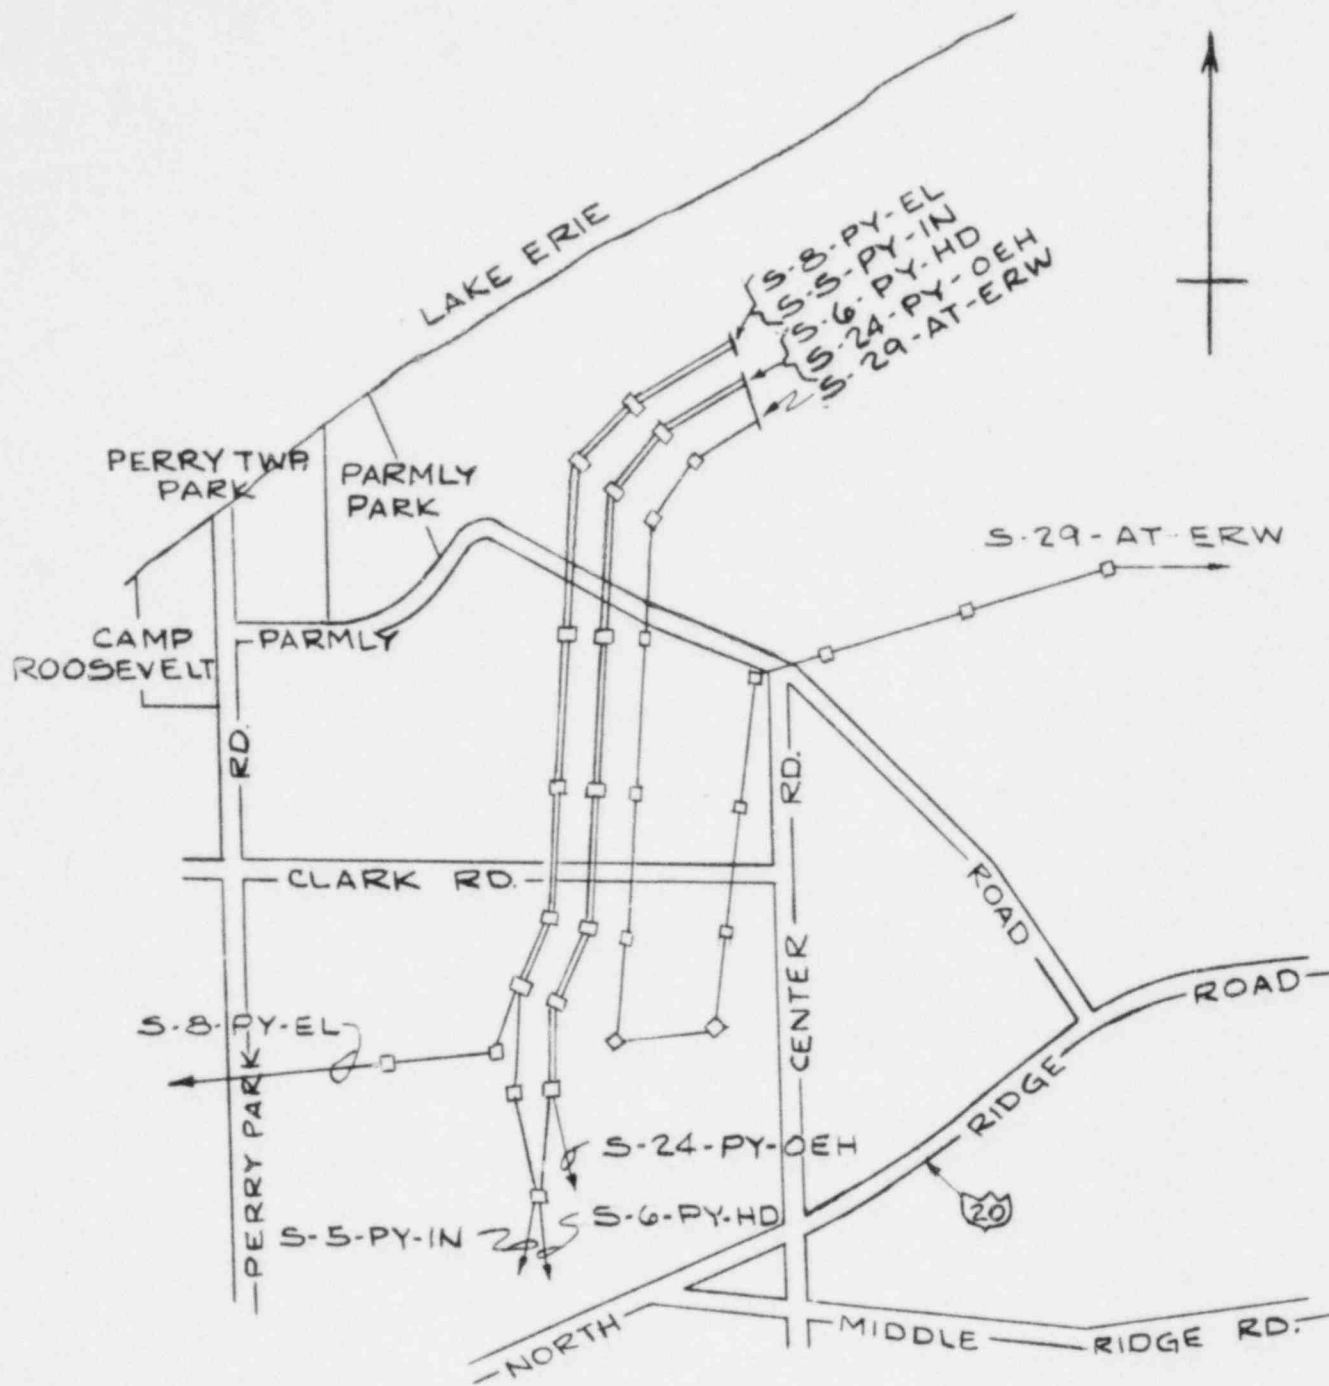 LAKE ERIE
S-8-PY-EL
S-5-PY-IN
S-6-PY-HD
S-24-PY-OEH
S-29-AT-ERW
PERRY TWP.
PARK
PARMLY
PARK
S-29-AT-ERW
CAMP
ROOSEVELT
PARMLY
RD.
RD.
CLARK RD.
ROAD
CENTER
ROAD
S-8-PY-EL
RIDGE
PERRY PARK
S-24-PY-OEH
S-6-PY-HD
20
S-5-PY-IN
NORTH
MIDDLE RIDGE RD.